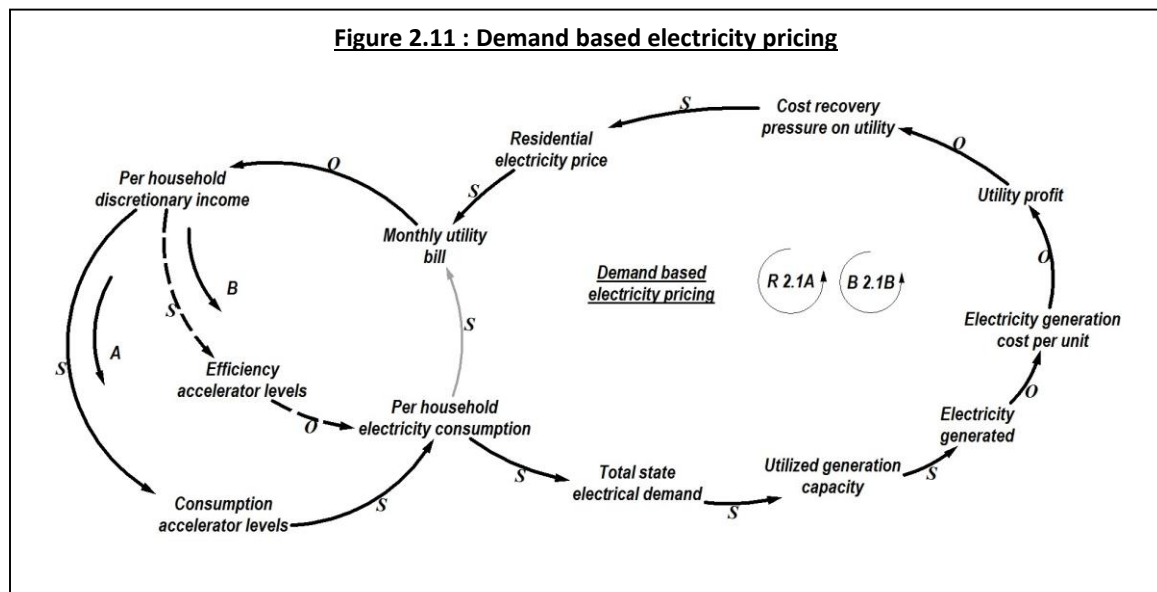 Figure 2.11 : Demand based electricity pricing
S
Cost recovery
pressure on utility
Residential
electricity price
O
O
S
Per household
discretionary income
Utility profit
Monthly utility
bill
B
O
S
Demand based
electricity pricing
R 2.1A
B 2.1B
S
A
S
Electricity generation
cost per unit
Efficiency
accelerator levels
O
O
Per household
electricity consumption
Electricity
generated
S
Total state
electrical demand
Utilized generation
capacity
S
S
Consumption
accelerator levels
S